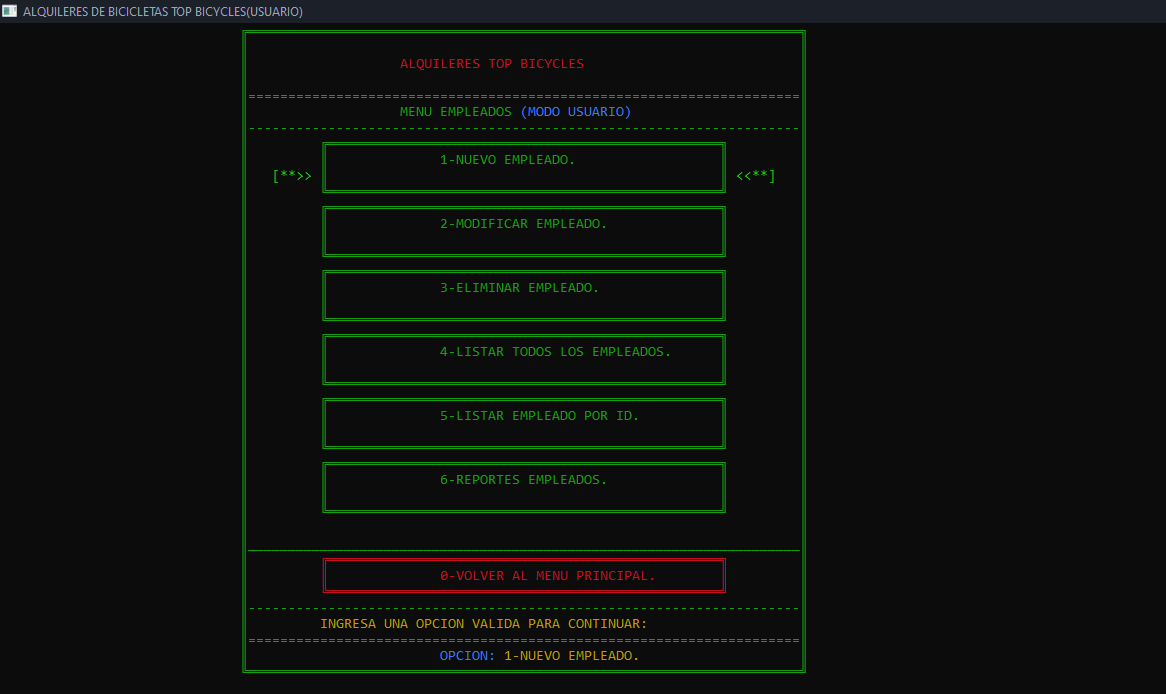 ALQUILERES DE BICICLETAS TOP BICYCLES(USUARIO)
ALQUILERES TOP BICYCLES
MENU EMPLEADOS (MODO USUARIO)
1-NUEVO EMPLEADO.
[**>> <<**]
2-MODIFICAR EMPLEADO.
3-ELIMINAR EMPLEADO.
4-LISTAR TODOS LOS EMPLEADOS.
5-LISTAR EMPLEADO POR ID.
6-REPORTES EMPLEADOS.
0-VOLVER AL MENU PRINCIPAL.
INGRESA UNA OPCION VALIDA PARA CONTINUAR:
OPCION: 1-NUEVO EMPLEADO.